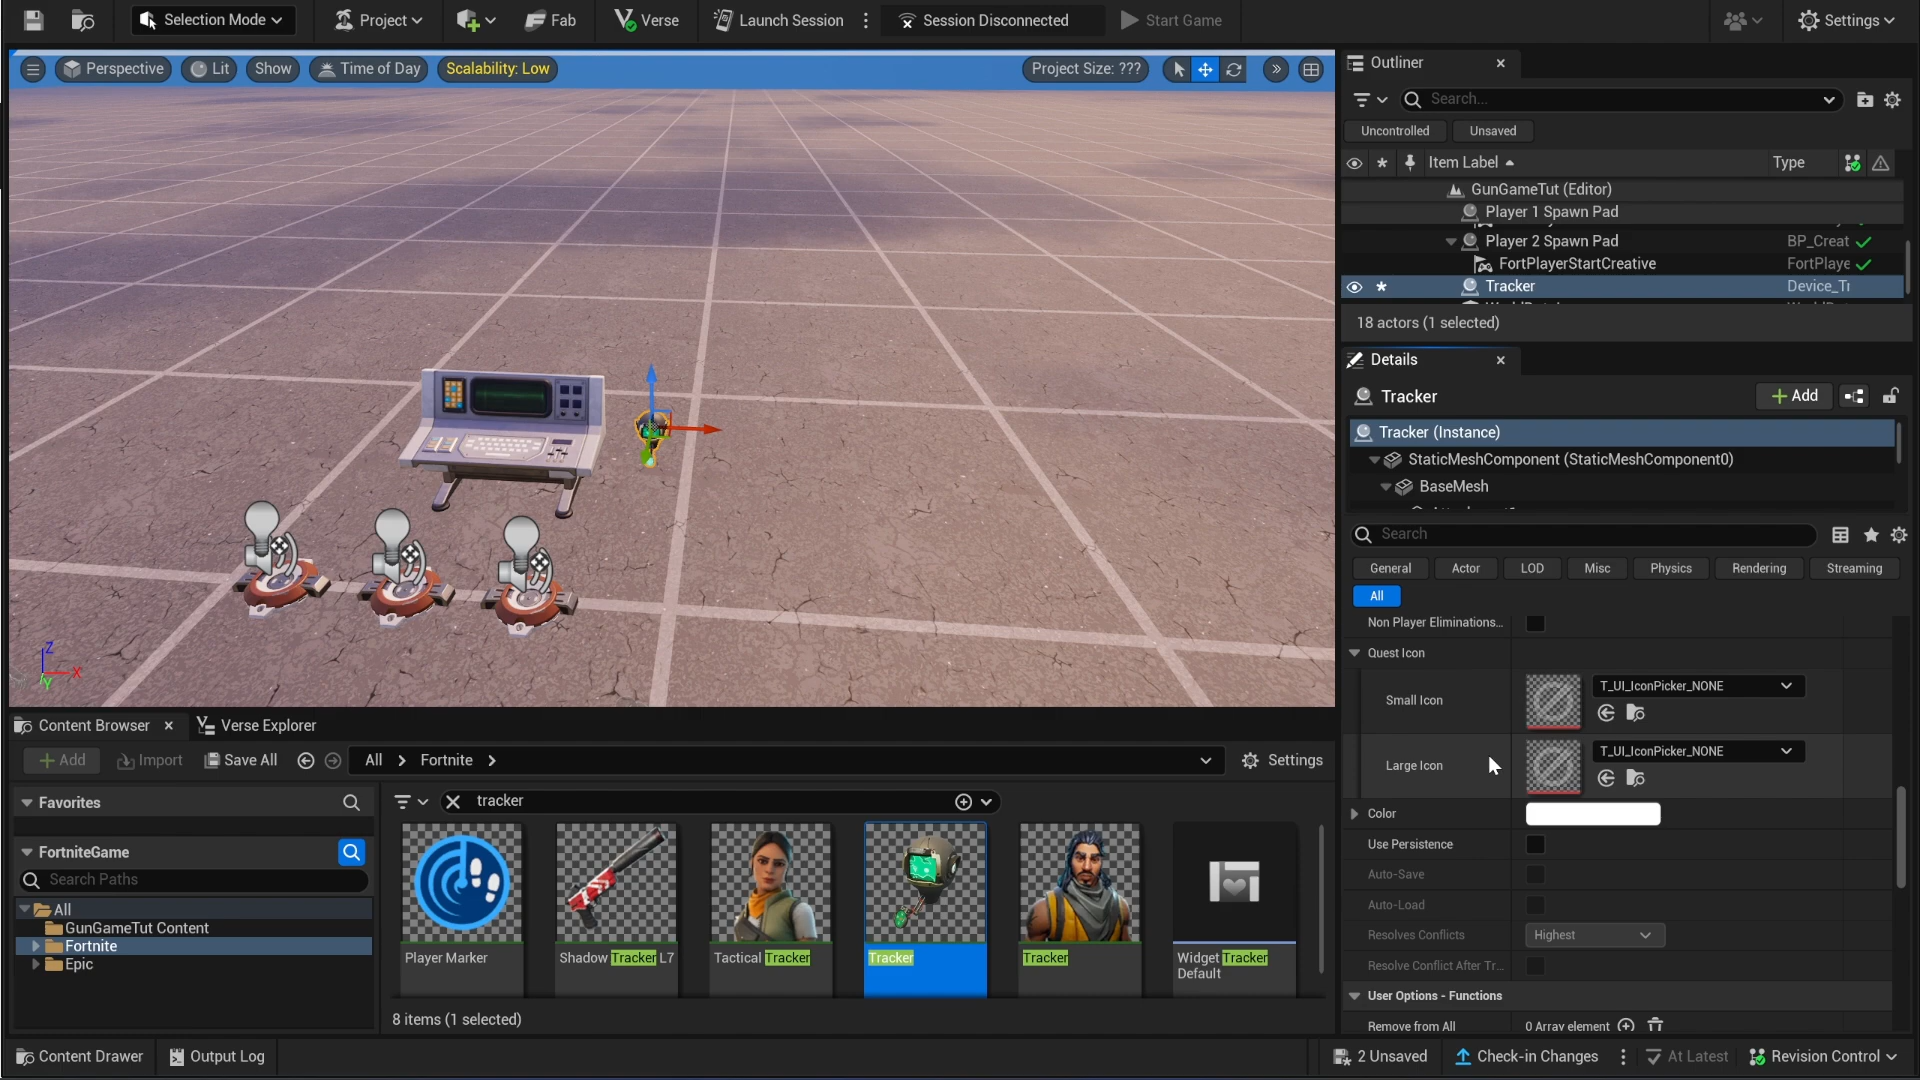 Selection Mode
Project
Fab
Verse
Launch Session
Session Disconnected
Start Game
Settings
Perspective
Lit
Show
Time of Day
Scalability: Low
Project Size: ???
Outliner
Search...
Uncontrolled
Unsaved
Item Label
Type
GunGameTut (Editor)
Player 1 Spawn Pad
Player 2 Spawn Pad
BP_Creat
FortPlayerStartCreative
FortPlaye
Tracker
Device_Tr
18 actors (1 selected)
Details
Tracker
Add
Tracker (Instance)
StaticMeshComponent (StaticMeshComponent0)
BaseMesh
Search
General
Actor
LOD
Misc
Physics
Rendering
Streaming
All
Non Player Eliminations...
Quest Icon
Small Icon
T_UI_IconPicker_NONE
Large Icon
T_UI_IconPicker_NONE
Color
Use Persistence
Auto-Save
Auto-Load
Resolves Conflicts
Highest
Resolve Conflict After Tr...
User Options - Functions
Remove from All
0 Array element
Z
X
Y
Content Browser
Verse Explorer
Add
Import
Save All
All
Fortnite
Settings
Favorites
FortniteGame
Search Paths
All
GunGameTut Content
Fortnite
Epic
tracker
Player Marker
Shadow Tracker L7
Tactical Tracker
Tracker
Tracker
Widget Tracker
Default
8 items (1 selected)
Content Drawer
Output Log
2 Unsaved
Check-in Changes
At Latest
Revision Control